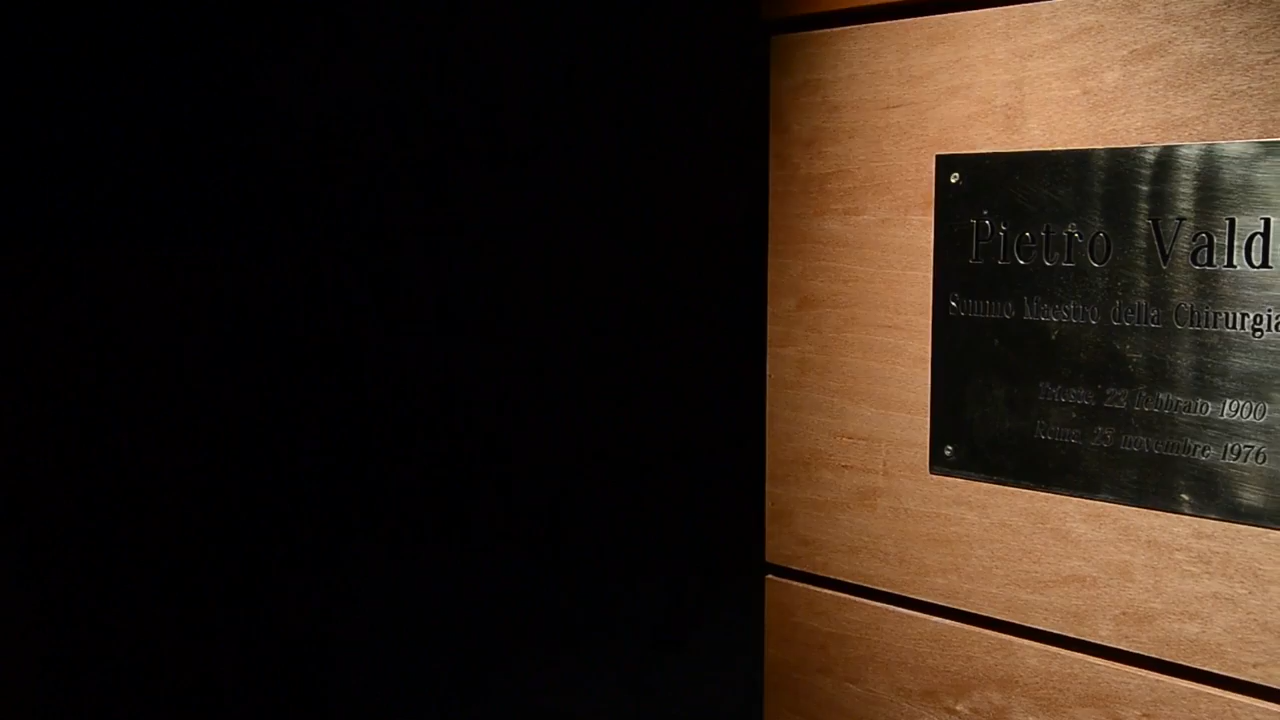 Pietro Vald
Sommo Maestro della Chirurgia
Trieste, 22 febbraio 1900
Roma, 23 novembre 1976